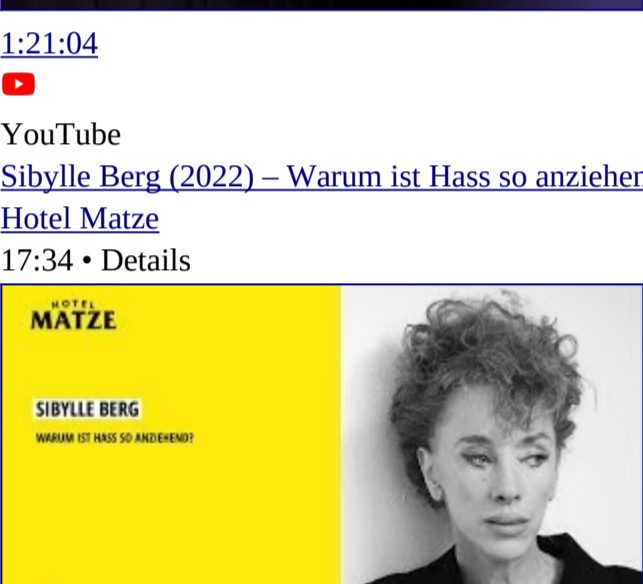 1:21:04
YouTube
Sibylle Berg (2022) – Warum ist Hass so anziehen
Hotel Matze
17:34 • Details
HOTEL
MATZE
SIBYLLE BERG
WARUM IST HASS SO ANZIEHEND?